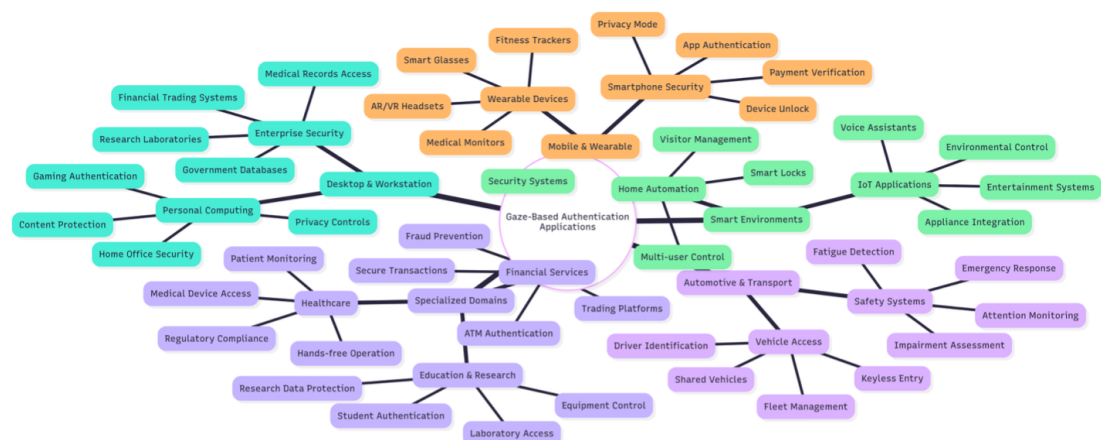 Privacy Mode
Fitness Trackers
App Authentication
Smart Glasses
Medical Records Access
Payment Verification
Smartphone Security
Financial Trading Systems
Wearable Devices
AR/VR Headsets
Device Unlock
Voice Assistants
Enterprise Security
Research Laboratories
Medical Monitors
Mobile & Wearable
Visitor Management
Environmental Control
Government Databases
Smart Locks
Gaming Authentication
Desktop & Workstation
Security Systems
Home Automation
IoT Applications
Entertainment Systems
Personal Computing
Content Protection
Privacy Controls
Gaze-Based Authentication
Applications
Smart Environments
Appliance Integration
Home Office Security
Fraud Prevention
Multi-user Control
Fatigue Detection
Patient Monitoring
Secure Transactions
Financial Services
Emergency Response
Automotive & Transport
Medical Device Access
Healthcare
Specialized Domains
Trading Platforms
Safety Systems
Attention Monitoring
Regulatory Compliance
ATM Authentication
Driver Identification
Vehicle Access
Impairment Assessment
Hands-free Operation
Education & Research
Shared Vehicles
Keyless Entry
Research Data Protection
Equipment Control
Fleet Management
Student Authentication
Laboratory Access